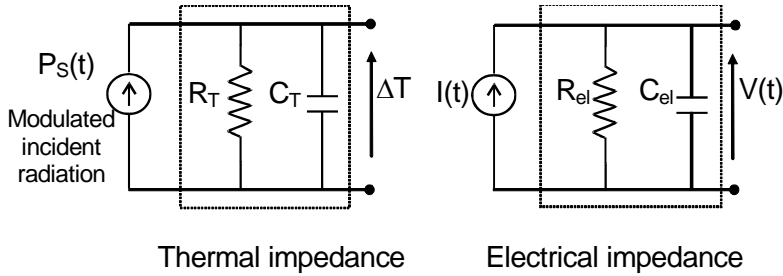 P_S(t)
Modulated
incident
radiation
R_T
C_T
ΔT
Thermal impedance
I(t)
R_el
C_el
V(t)
Electrical impedance